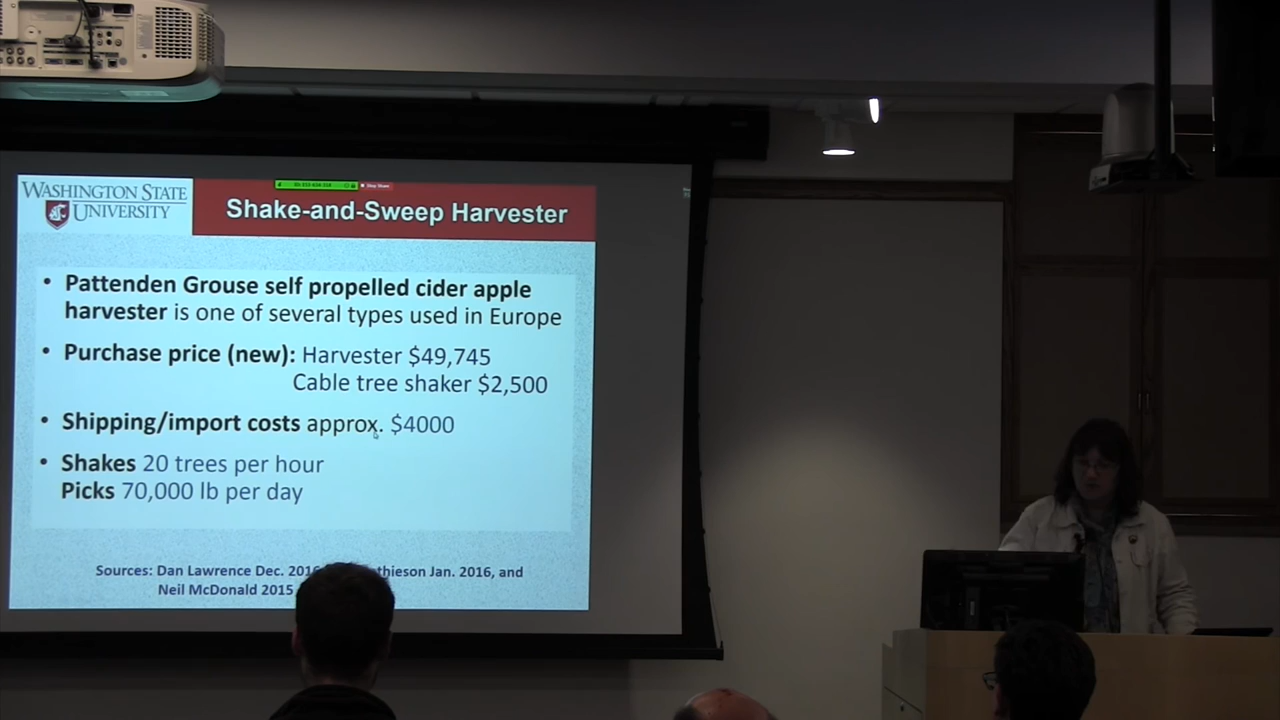 WASHINGTON STATE
UNIVERSITY
Stop Share
Shake-and-Sweep Harvester
• Pattenden Grouse self propelled cider apple
harvester is one of several types used in Europe
• Purchase price (new): Harvester $49,745
Cable tree shaker $2,500
• Shipping/import costs approx. $4000
• Shakes 20 trees per hour
Picks 70,000 lb per day
Sources: Dan Lawrence Dec. 2016 Jan. 2016, and
Neil McDonald 2015